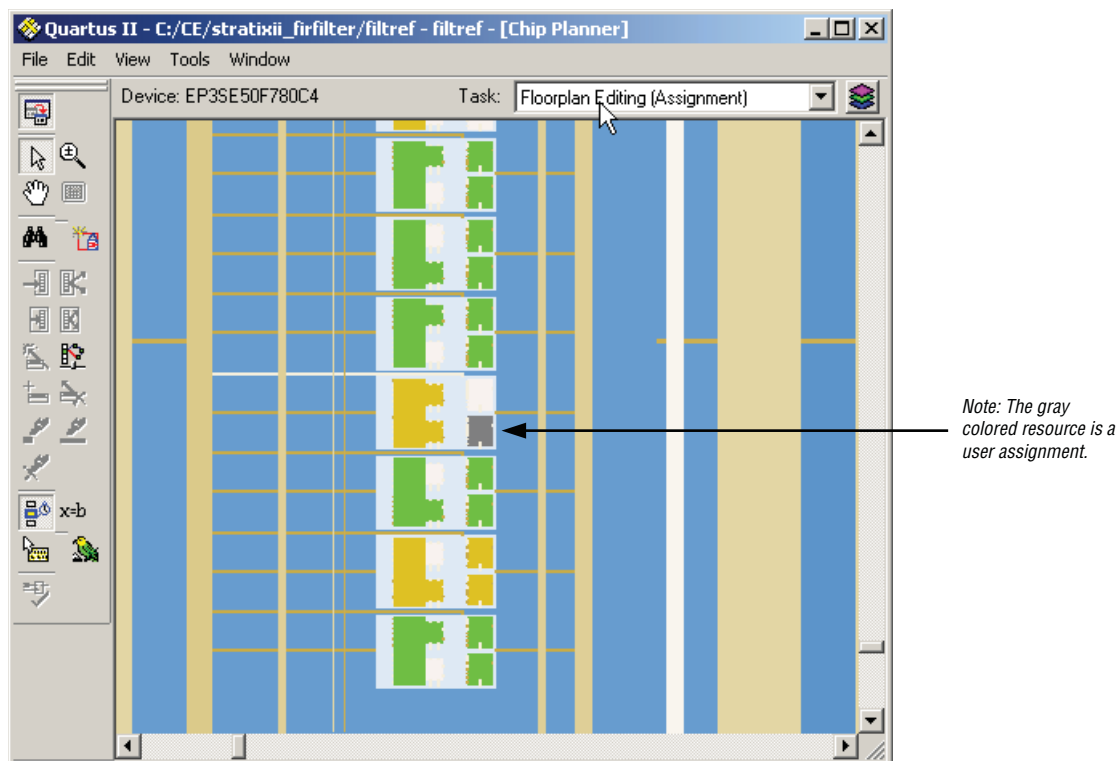 Quartus II - C:/CE/stratixii_firfilter/filtref - filtref - [Chip Planner]
File Edit View Tools Window
Device: EP3SE50F780C4 Task: Floorplan Editing (Assignment)
x=b
Note: The gray
colored resource is a
user assignment.